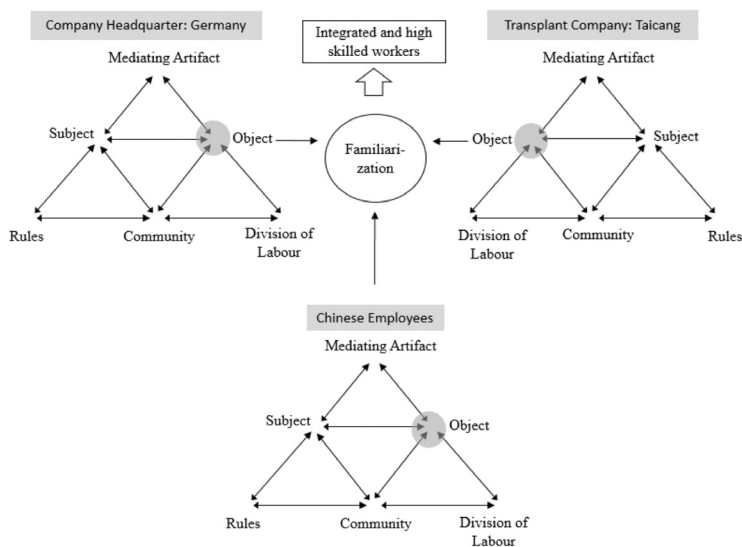 Company Headquarter: Germany
Integrated and high
skilled workers
Transplant Company: Taicang
Mediating Artifact
Mediating Artifact
Subject
Object
Familiari-
zation
Object
Subject
Rules
Community
Division of
Labour
Division of
Labour
Community
Rules
Chinese Employees
Mediating Artifact
Subject
Object
Rules
Community
Division of
Labour